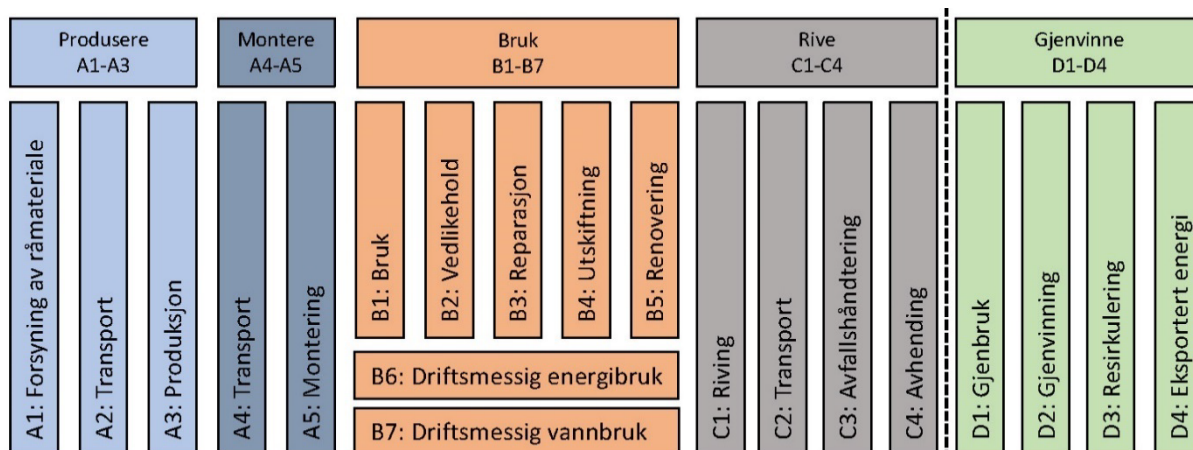 Produsere
A1-A3
Montere
A4-A5
Bruk
B1-B7
Rive
C1-C4
Gjenvinne
D1-D4
A1: Forsyning av råmateriale
A2: Transport
A3: Produksjon
A4: Transport
A5: Montering
B1: Bruk
B2: Vedlikehold
B3: Reparasjon
B4: Utskiftning
B5: Renovering
B6: Driftsmessig energibruk
B7: Driftsmessig vannbruk
C1: Riving
C2: Transport
C3: Avfallshåndtering
C4: Avhending
D1: Gjenbruk
D2: Gjenvinning
D3: Resirkulering
D4: Eksportert energi